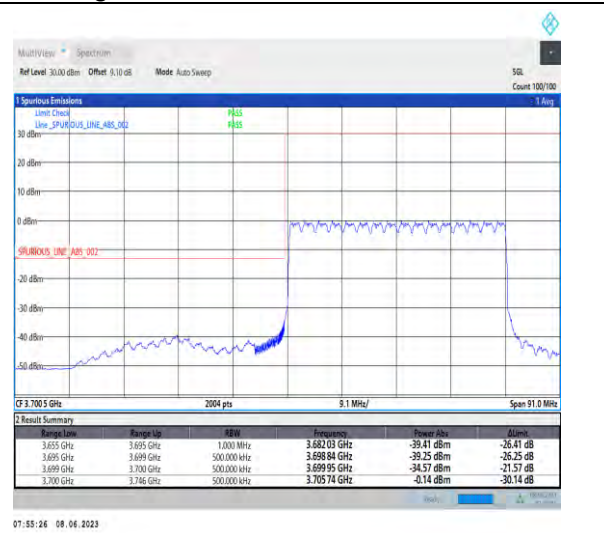 MultiView Spectrum
Ref Level 30.00 dBm Offset 9.10 dB Mode Auto Sweep SGL
Count 100/100
1 Spurious Emissions 1 Avg
Limit Check PASS
Line _SPURIOUS_LINE_ABS_002 PASS
30 dBm
20 dBm
10 dBm
0 dBm
SPURIOUS_LINE_ABS_002
-20 dBm
-30 dBm
-40 dBm
-50 dBm
CF 3.700 5 GHz 2004 pts 9.1 MHz/ Span 91.0 MHz
2 Result Summary
Range Low Range Up RBW Frequency Power Abs ΔLimit
3.655 GHz 3.695 GHz 1.000 MHz 3.682 03 GHz -39.41 dBm -26.41 dB
3.695 GHz 3.699 GHz 500.000 kHz 3.698 84 GHz -39.25 dBm -26.25 dB
3.699 GHz 3.700 GHz 500.000 kHz 3.699 95 GHz -34.57 dBm -21.57 dB
3.700 GHz 3.746 GHz 500.000 kHz 3.705 74 GHz -0.14 dBm -30.14 dB
07:55:26 08.06.2023